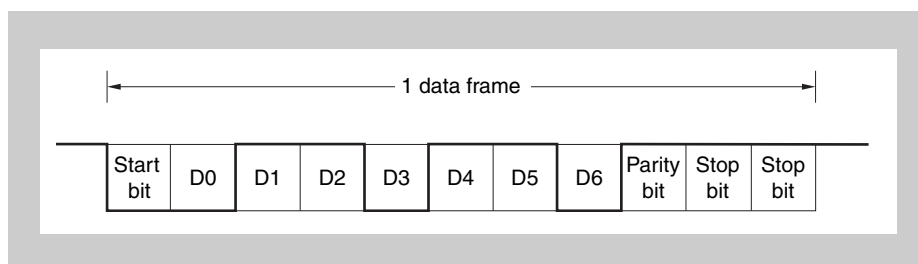 1 data frame
Start bit D0 D1 D2 D3 D4 D5 D6 Parity bit Stop bit Stop bit